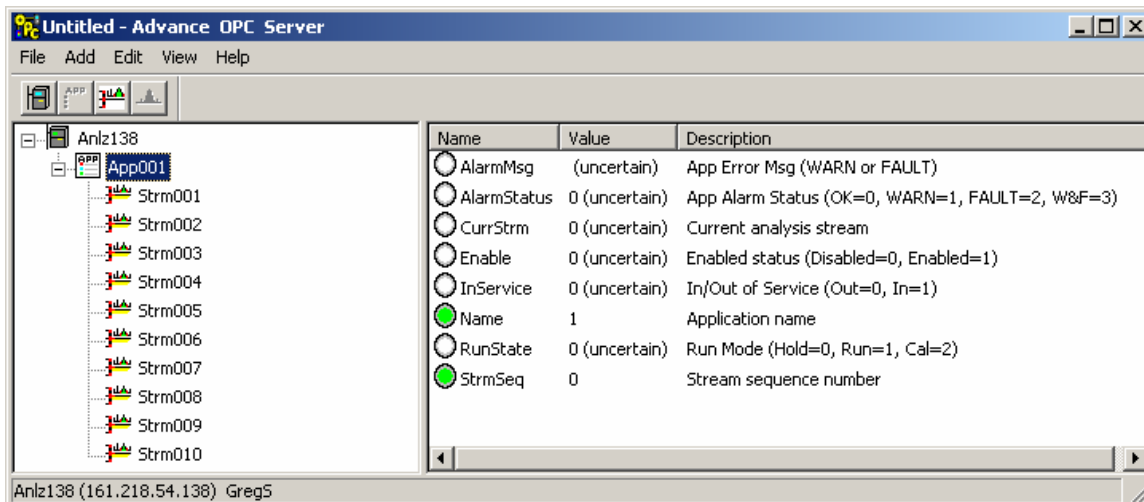 Untitled - Advance OPC Server
File Add Edit View Help
APP
Anlz138
APP
App001
Strm001
Strm002
Strm003
Strm004
Strm005
Strm006
Strm007
Strm008
Strm009
Strm010
Name Value Description
AlarmMsg (uncertain) App Error Msg (WARN or FAULT)
AlarmStatus 0 (uncertain) App Alarm Status (OK=0, WARN=1, FAULT=2, W&F=3)
CurrStrm 0 (uncertain) Current analysis stream
Enable 0 (uncertain) Enabled status (Disabled=0, Enabled=1)
InService 0 (uncertain) In/Out of Service (Out=0, In=1)
Name 1 Application name
RunState 0 (uncertain) Run Mode (Hold=0, Run=1, Cal=2)
StrmSeq 0 Stream sequence number
Anlz138 (161.218.54.138) GregS